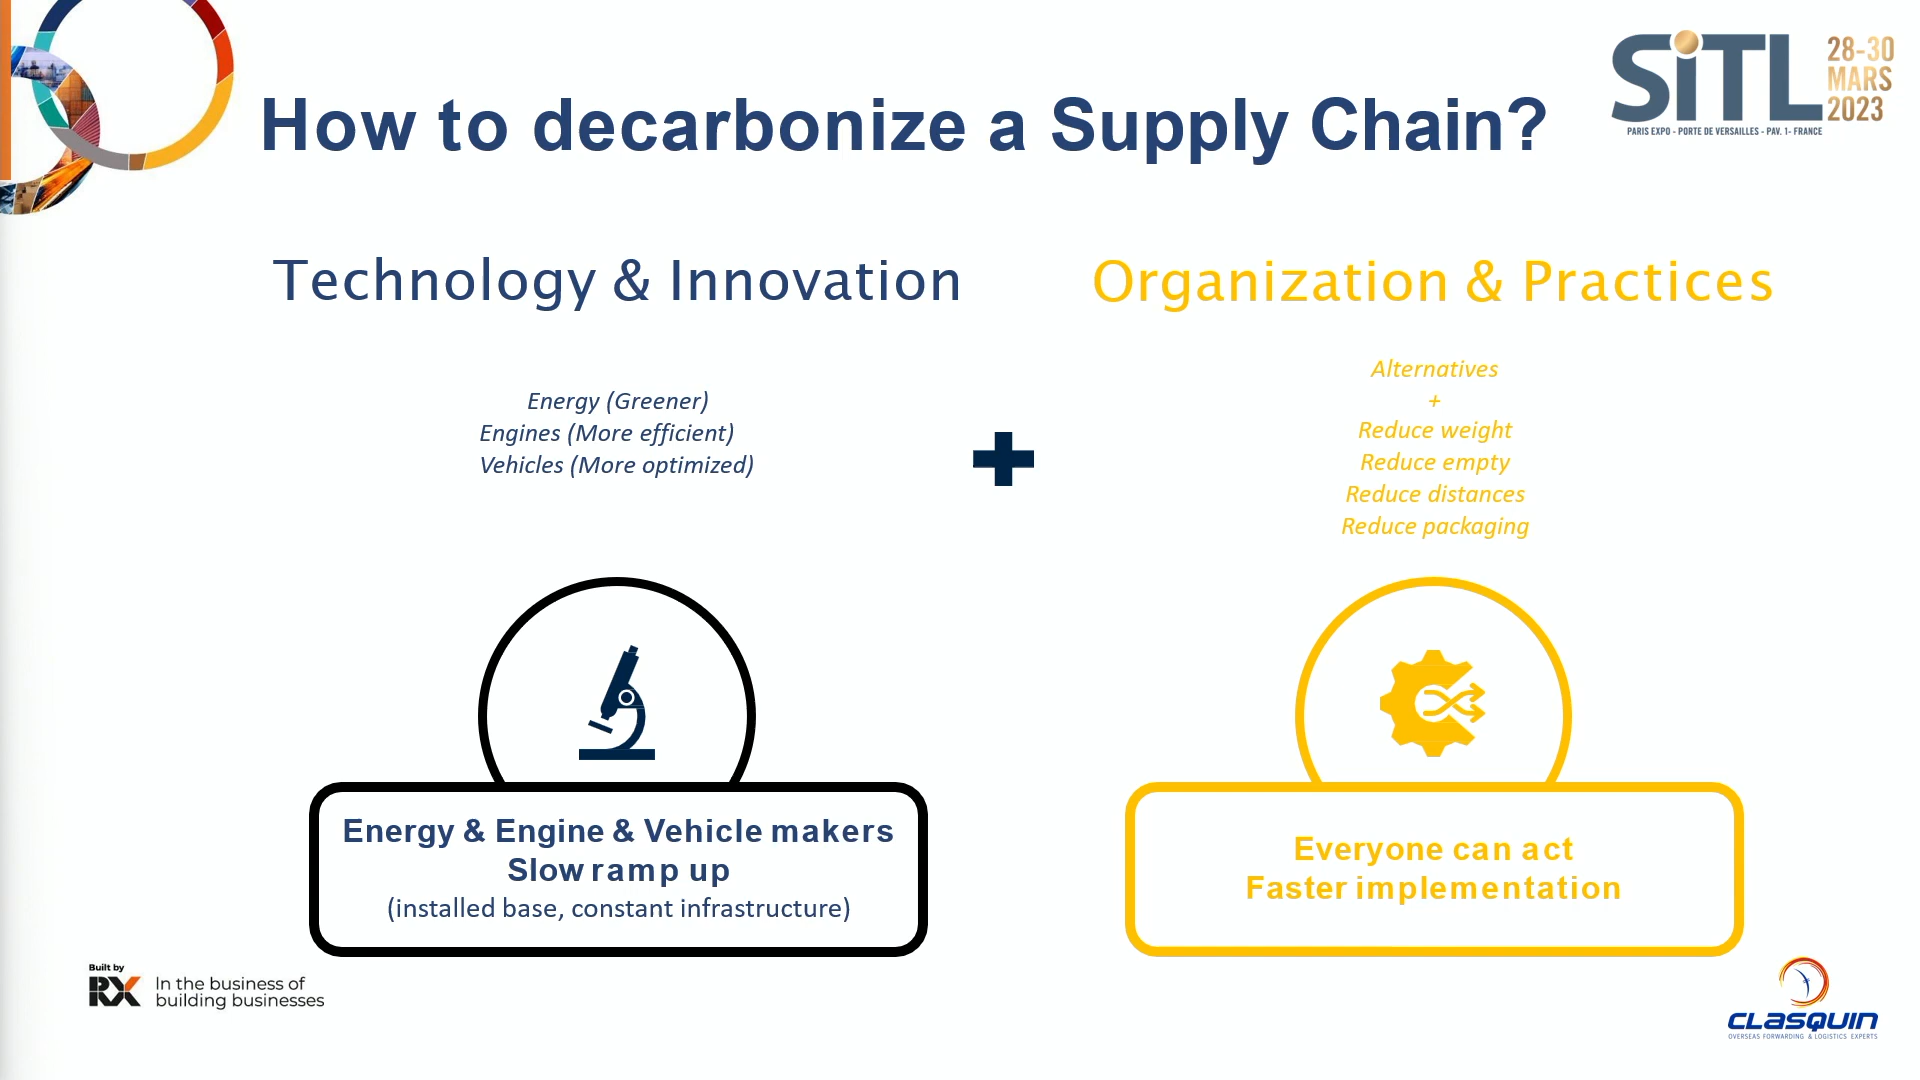 How to decarbonize a Supply Chain?
SiTL
28-30
MARS
2023
PARIS EXPO - PORTE DE VERSAILLES - PAV. 1- FRANCE
Technology & Innovation
Energy (Greener)
Engines (More efficient)
Vehicles (More optimized)
Energy & Engine & Vehicle makers
Slow ramp up
(installed base, constant infrastructure)
Organization & Practices
Alternatives
+
Reduce weight
Reduce empty
Reduce distances
Reduce packaging
Everyone can act
Faster implementation
Built by
RX
In the business of
building businesses
CLASQUIN
OVERSEAS FORWARDING & LOGISTICS EXPERTS